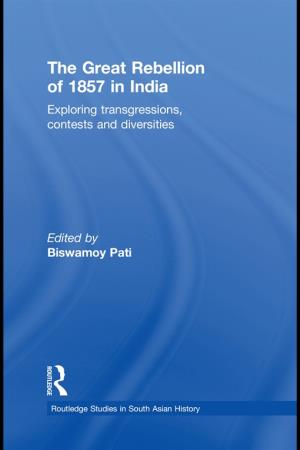 The Great Rebellion
of 1857 in India
Exploring transgressions,
contests and diversities
Edited by
Biswamoy Pati
ROUTLEDGE
Routledge Studies in South Asian History